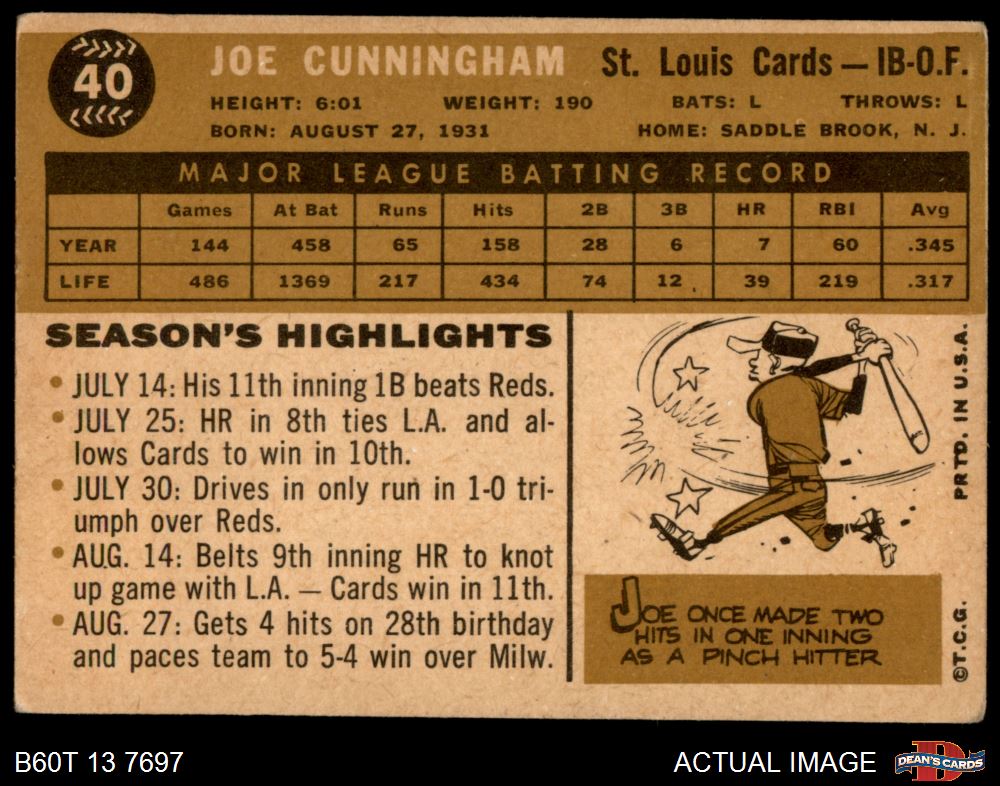 40
JOE CUNNINGHAM St. Louis Cards — IB-O.F.
HEIGHT: 6:01 WEIGHT: 190 BATS: L THROWS: L
BORN: AUGUST 27, 1931 HOME: SADDLE BROOK, N. J.
MAJOR LEAGUE BATTING RECORD
Games At Bat Runs Hits 2B 3B HR RBI Avg
YEAR 144 458 65 158 28 6 7 60 .345
LIFE 486 1369 217 434 74 12 39 219 .317
SEASON'S HIGHLIGHTS
• JULY 14: His 11th inning 1B beats Reds.
• JULY 25: HR in 8th ties L.A. and al-
lows Cards to win in 10th.
• JULY 30: Drives in only run in 1-0 tri-
umph over Reds.
• AUG. 14: Belts 9th inning HR to knot
up game with L.A. — Cards win in 11th.
• AUG. 27: Gets 4 hits on 28th birthday
and paces team to 5-4 win over Milw.
JOE ONCE MADE TWO
HITS IN ONE INNING
AS A PINCH HITTER
©T.C.G. PRTD. IN U.S.A.
B60T 13 7697 ACTUAL IMAGE
DEAN'S CARDS